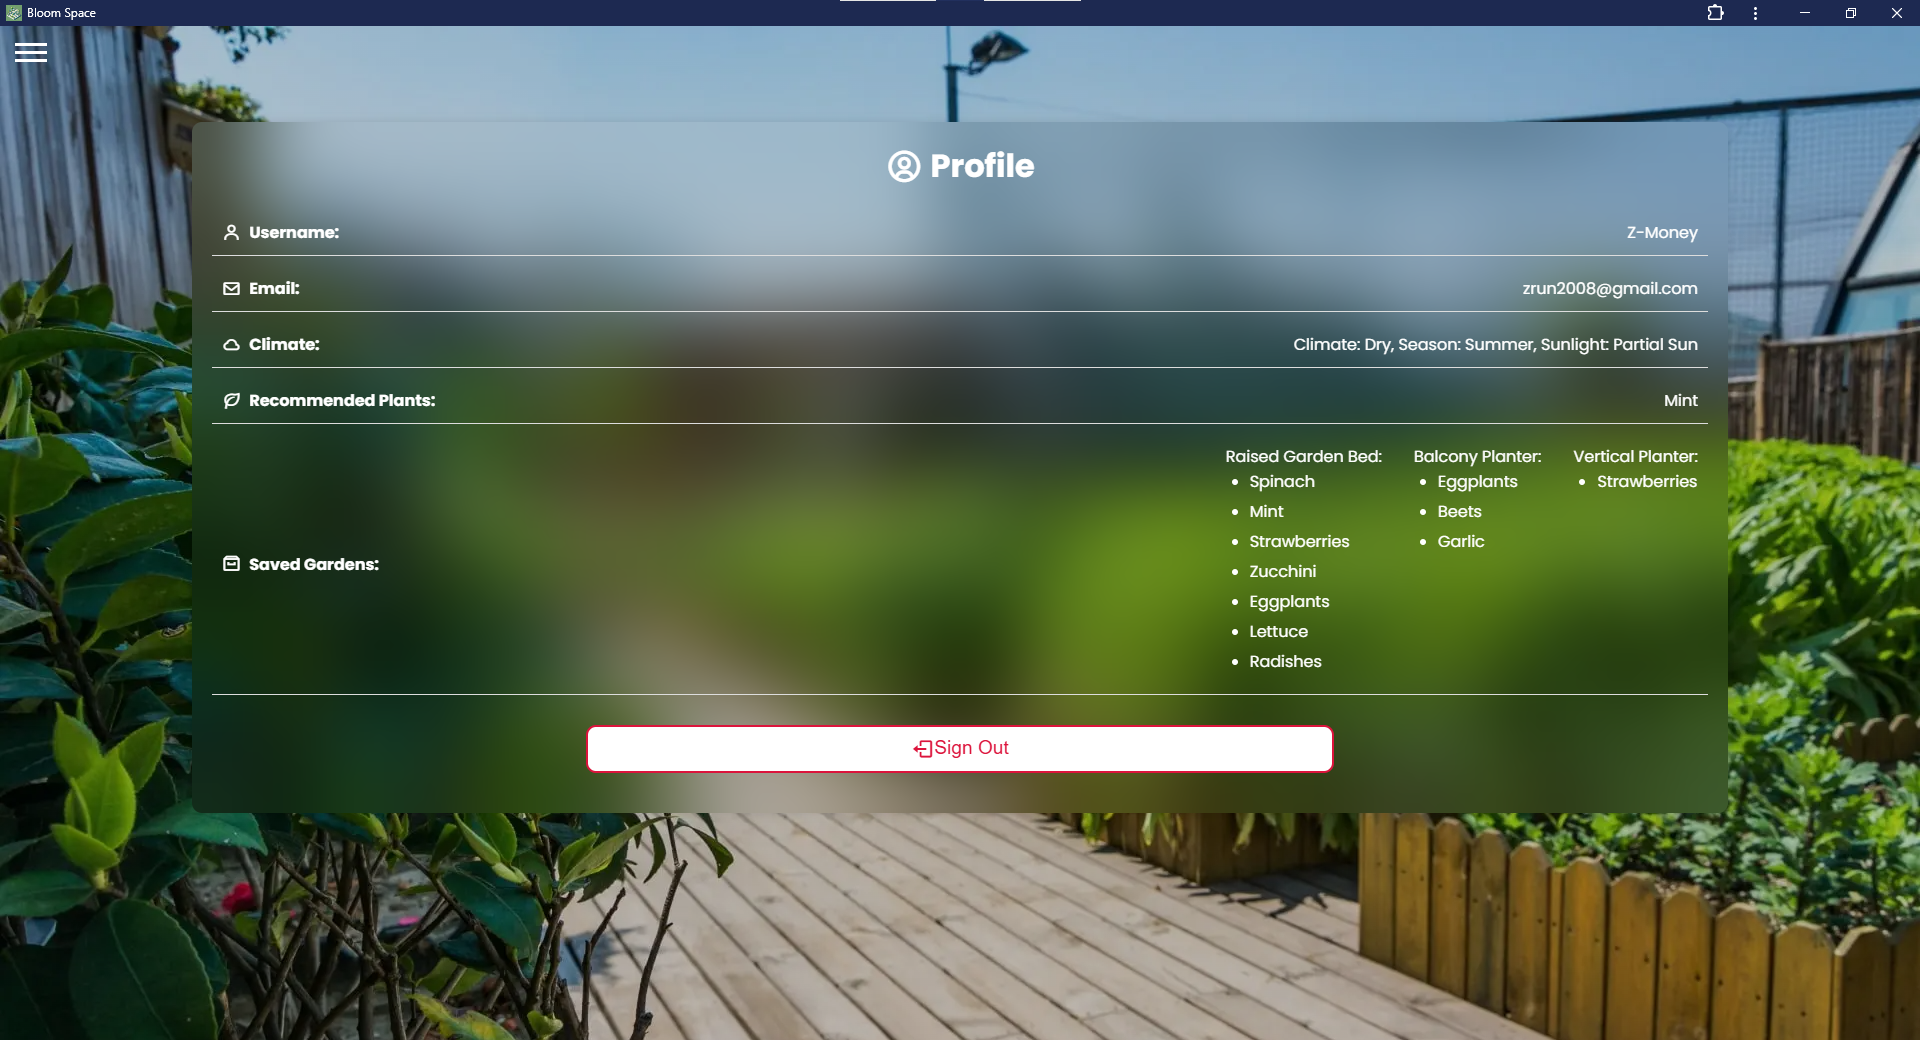 Bloom Space
Profile
Username: Z-Money
Email: zrun2008@gmail.com
Climate: Climate: Dry, Season: Summer, Sunlight: Partial Sun
Recommended Plants: Mint
Saved Gardens:
Raised Garden Bed:
Spinach
Mint
Strawberries
Zucchini
Eggplants
Lettuce
Radishes
Balcony Planter:
Eggplants
Beets
Garlic
Vertical Planter:
Strawberries
Sign Out